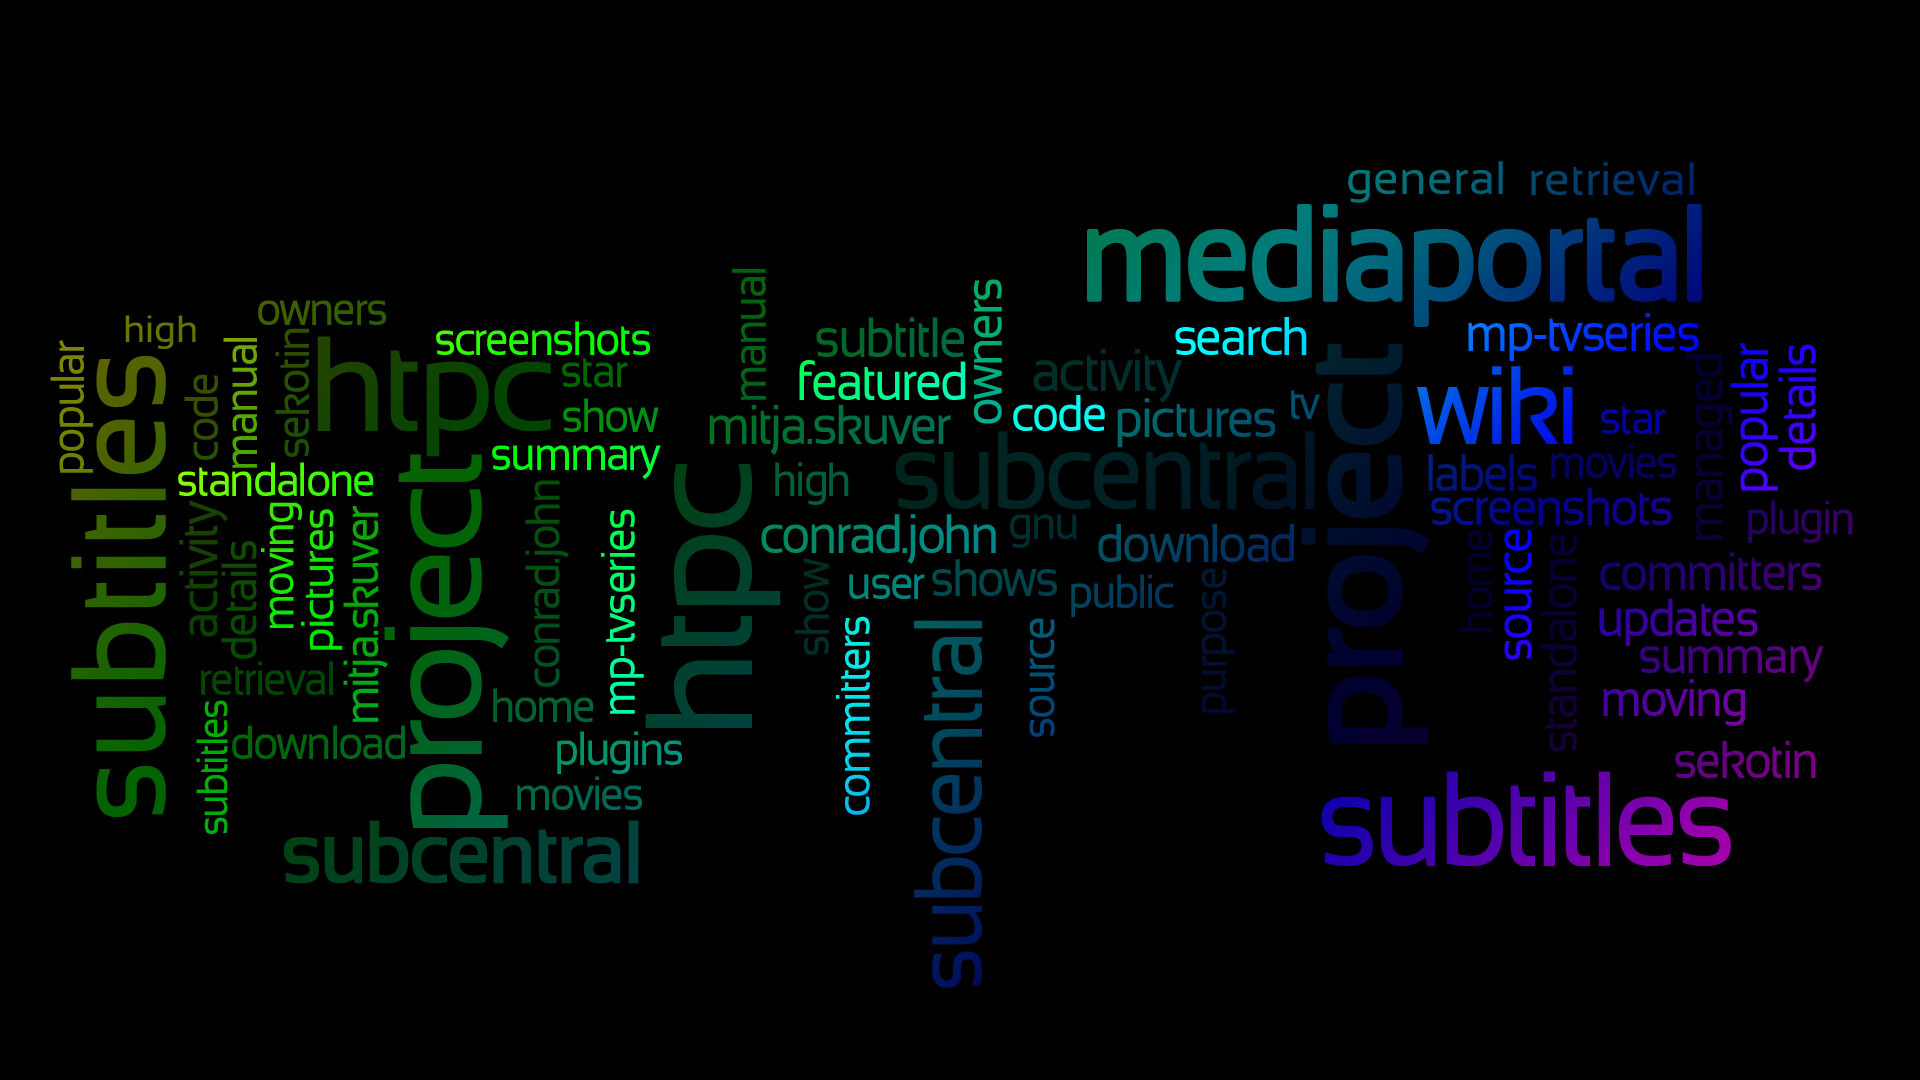 general
retrieval
mediaportal
manual
owners
high
owners
screenshots
subtitle
search
mp-tvseries
popular
subtitles
code
manual
sekotin
htpc
star
featured
owners
activity
project
wiki
managed
popular
details
show
mitja.skuver
code
pictures
tv
star
summary
standalone
project
htpc
high
subcentral
labels
movies
screenshots
activity
details
moving
pictures
mitja.skuver
conrad.john
mp-tvseries
conrad.john
gnu
download
plugin
show
user
shows
public
purpose
home
source
standalone
committers
updates
summary
moving
retrieval
subtitles
download
home
plugins
movies
committers
subcentral
source
sekotin
subcentral
subtitles